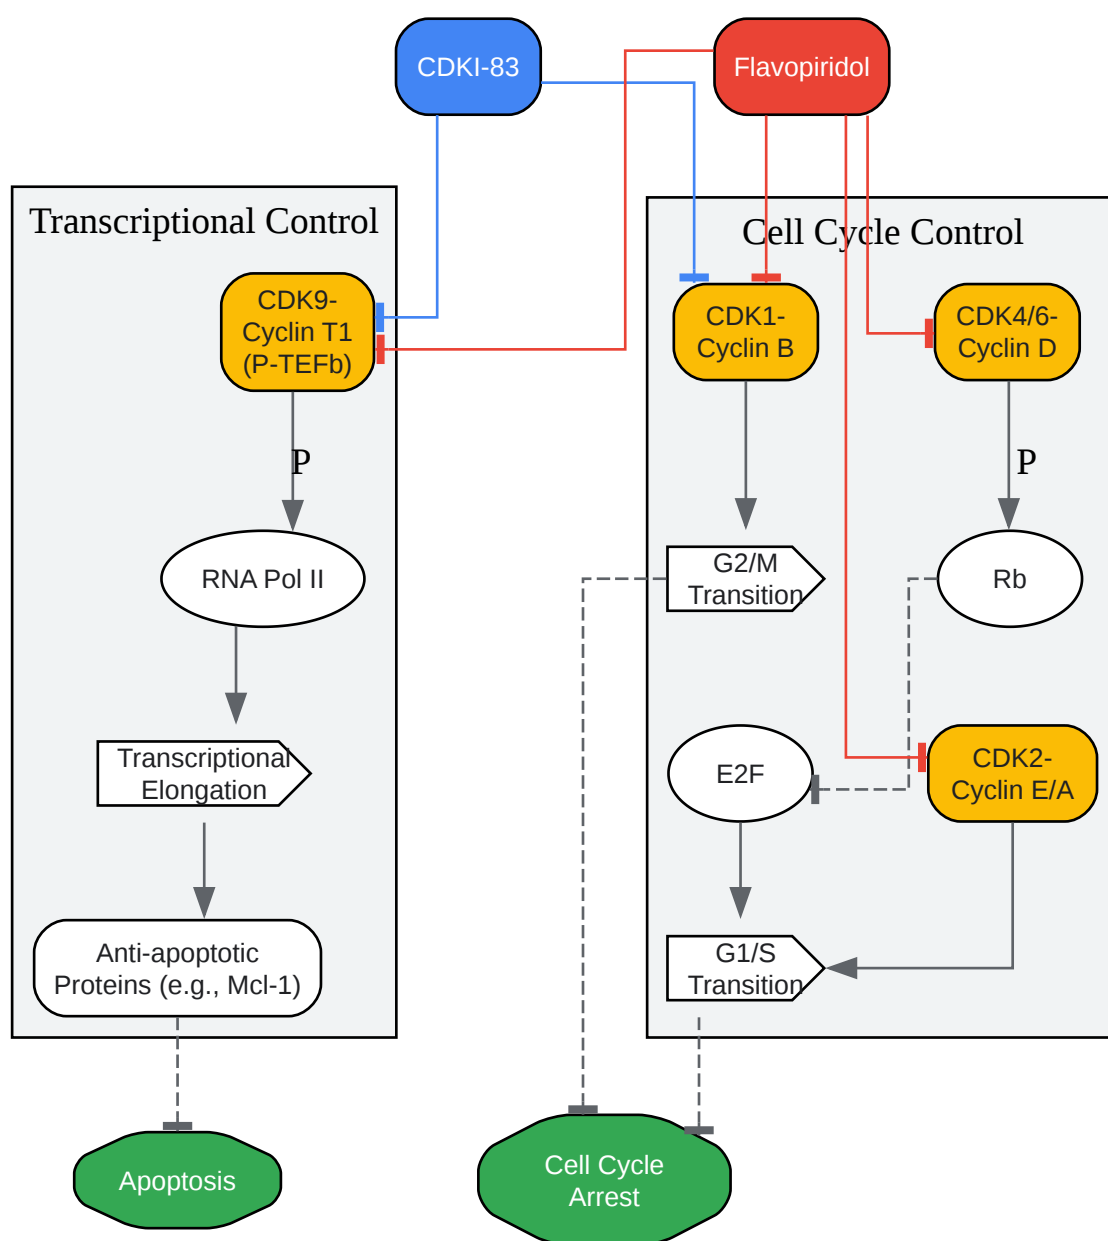 CDKI-83
Flavopiridol
Transcriptional Control
Cell Cycle Control
CDK9-
Cyclin T1
(P-TEFb)
CDK1-
Cyclin B
CDK4/6-
Cyclin D
P
P
RNA Pol II
G2/M
Transition
Rb
Transcriptional
Elongation
E2F
CDK2-
Cyclin E/A
Anti-apoptotic
Proteins (e.g., Mcl-1)
G1/S
Transition
Apoptosis
Cell Cycle
Arrest